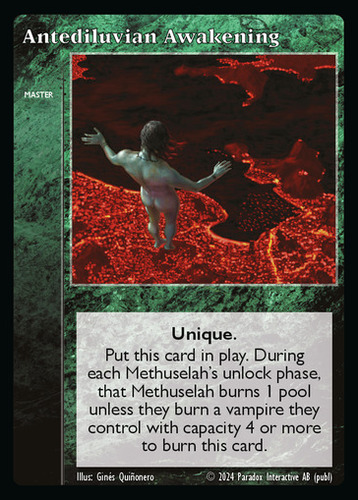 Antediluvian Awakening
MASTER
Unique.
Put this card in play. During
each Methuselah's unlock phase,
that Methuselah burns 1 pool
unless they burn a vampire they
control with capacity 4 or more
to burn this card.
Illus: Ginés Quiñonero © 2024 Paradox Interactive AB (publ)